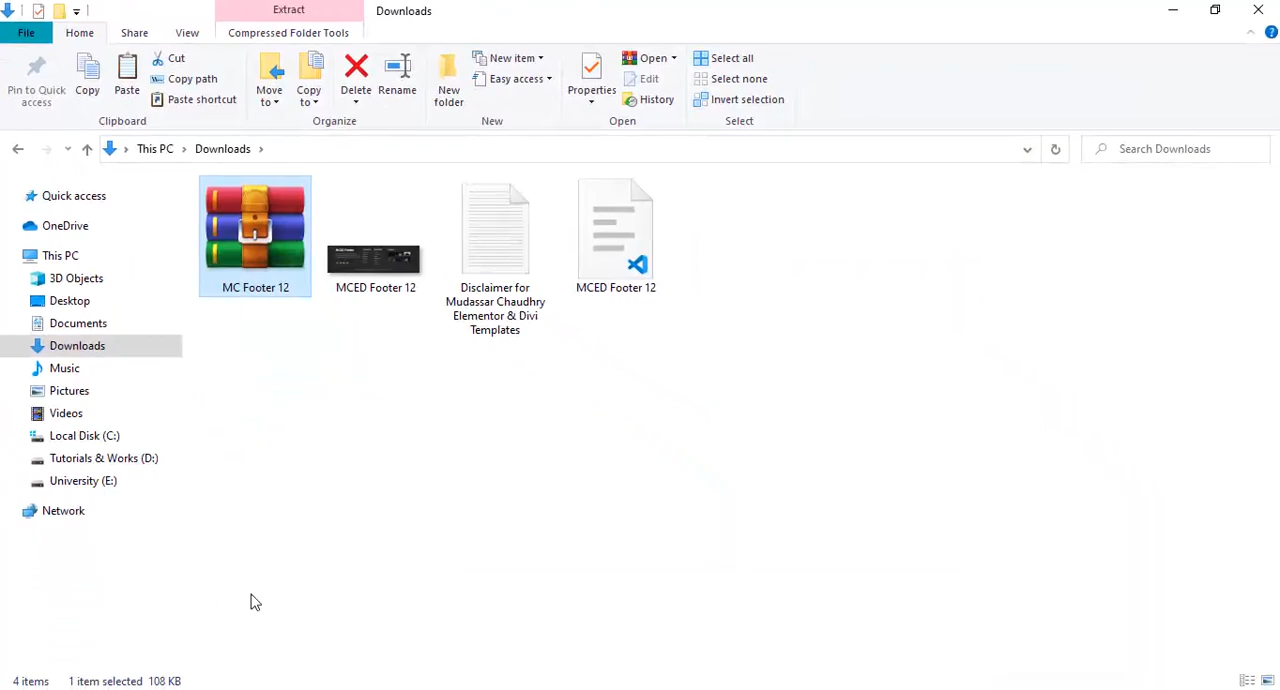 Extract
Downloads
File
Home
Share
View
Compressed Folder Tools
Pin to Quick
access
Copy
Paste
Cut
Copy path
Paste shortcut
Clipboard
Move
to
Copy
to
Delete
Rename
Organize
New
folder
New item
Easy access
New
Properties
Open
Edit
History
Open
Select all
Select none
Invert selection
Select
This PC
Downloads
Search Downloads
Quick access
OneDrive
This PC
3D Objects
Desktop
Documents
Downloads
Music
Pictures
Videos
Local Disk (C:)
Tutorials & Works (D:)
University (E:)
Network
MC Footer 12
MCED Footer 12
Disclaimer for
Mudassar Chaudhry
Elementor & Divi
Templates
MCED Footer 12
4 items
1 item selected 108 KB